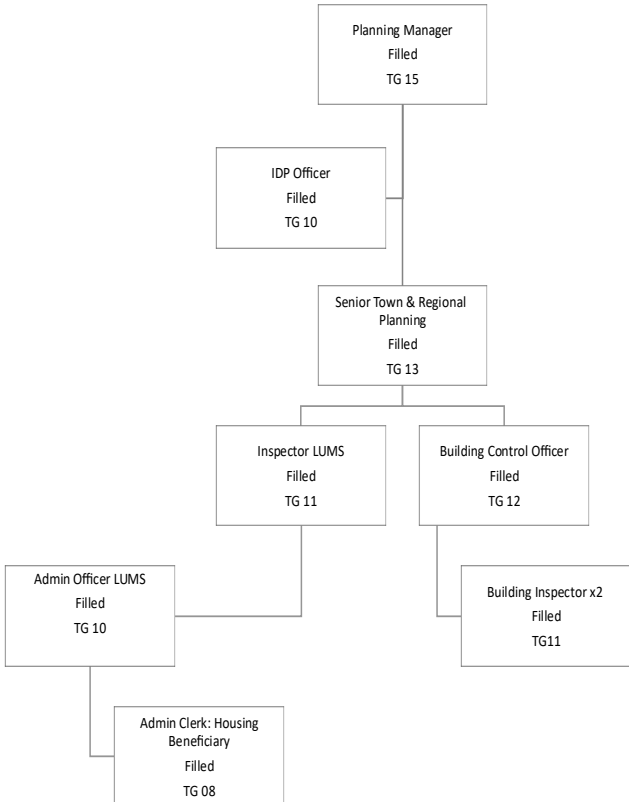 Planning Manager
Filled
TG 15
IDP Officer
Filled
TG 10
Senior Town & Regional
Planning
Filled
TG 13
Inspector LUMS
Filled
TG 11
Building Control Officer
Filled
TG 12
Admin Officer LUMS
Filled
TG 10
Building Inspector x2
Filled
TG11
Admin Clerk: Housing
Beneficiary
Filled
TG 08